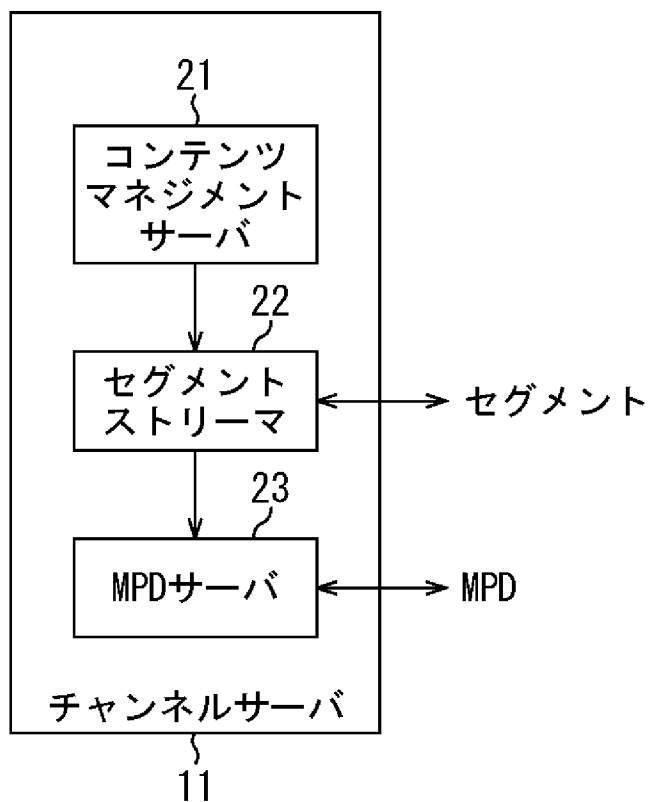 21
コンテンツ
マネジメント
サーバ
22
セグメント
ストリーマ
セグメント
23
MPDサーバ
MPD
チャンネルサーバ
11